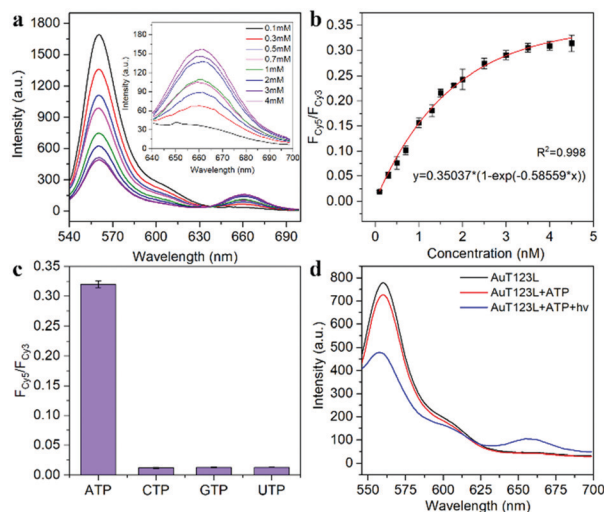 a
1800
1500
1200
900
600
300
0
Intensity (a.u.)
540 570 600 630 660 690
Wavelength (nm)
180
150
120
90
60
30
0
Intensity (a.u.)
640 650 660 670 680 690 700
Wavelength (nm)
0.1mM
0.3mM
0.5mM
0.7mM
1mM
2mM
3mM
4mM
b
0.40
0.35
0.30
0.25
0.20
0.15
0.10
0.05
0.00
FCy5/FCy3
R²=0.998
y=0.35037*(1-exp(-0.58559*x))
0 1 2 3 4 5
Concentration (nM)
c
0.35
0.30
0.25
0.20
0.15
0.10
0.05
0.00
FCy5/FCy3
ATP CTP GTP UTP
d
800
700
600
500
400
300
200
100
0
Intensity (a.u.)
AuT123L
AuT123L+ATP
AuT123L+ATP+hv
550 575 600 625 650 675 700
Wavelength (nm)